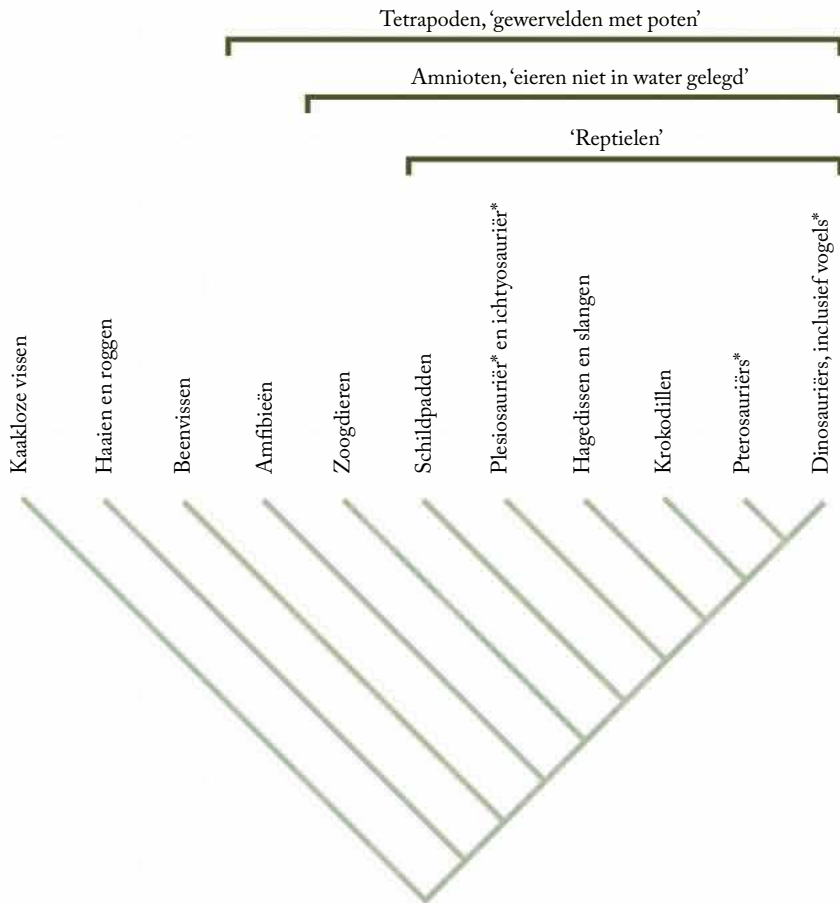 Tetrapoden, ‘gewervelden met poten’
Amnioten, ‘eieren niet in water gelegd’
‘Reptielen’
Kaakloze vissen
Haaien en roggen
Beenvissen
Amfibieën
Zoogdieren
Schildpadden
Plesiosauriër* en ichtyosauriër*
Hagedissen en slangen
Krokodillen
Pterosauriërs*
Dinosauriërs, inclusief vogels*